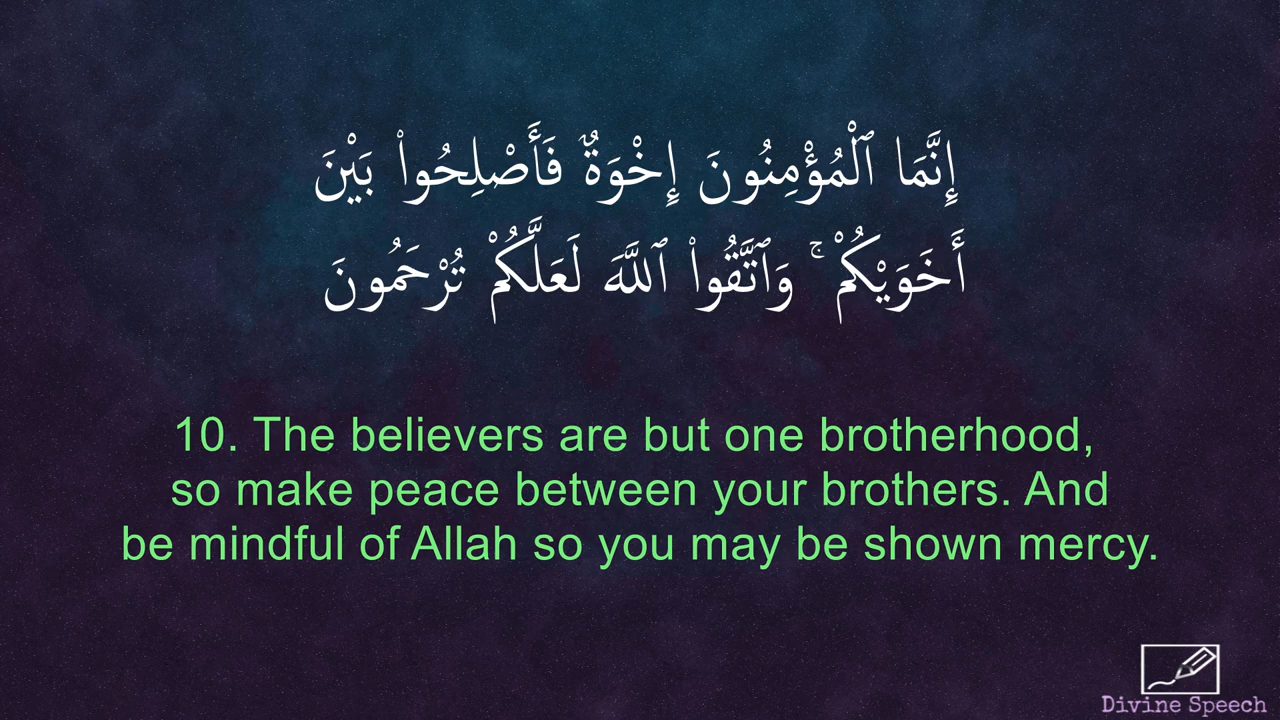 إِنَّمَا ٱلْمُؤْمِنُونَ إِخْوَةٌ فَأَصْلِحُوا۟ بَيْنَ
أَخَوَيْكُمْ ۚ وَٱتَّقُوا۟ ٱللَّهَ لَعَلَّكُمْ تُرْحَمُونَ
10. The believers are but one brotherhood,
so make peace between your brothers. And
be mindful of Allah so you may be shown mercy.
Divine Speech